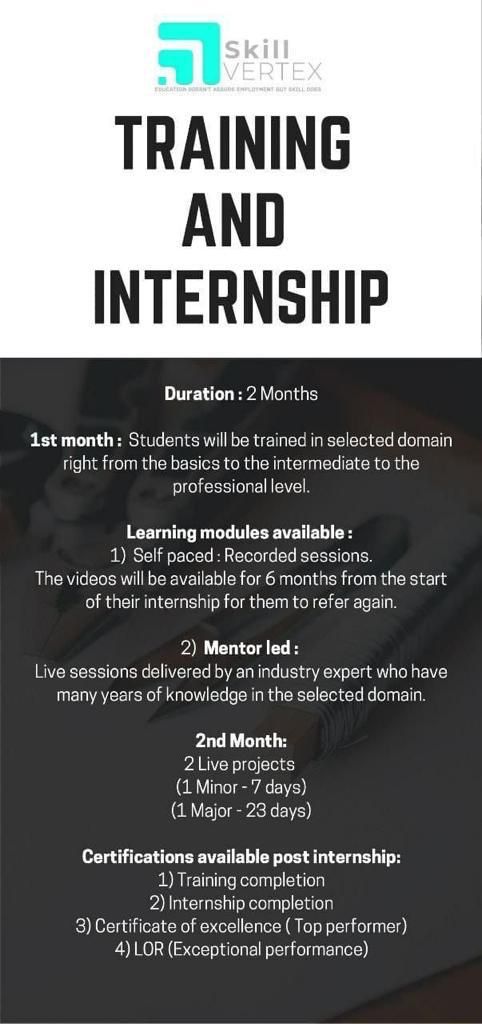 Skill
VERTEX
EDUCATION DOESN'T ASSURE EMPLOYMENT BUT SKILL DOES
TRAINING
AND
INTERNSHIP
Duration : 2 Months
1st month : Students will be trained in selected domain
right from the basics to the intermediate to the
professional level.
Learning modules available :
1) Self paced : Recorded sessions.
The videos will be available for 6 months from the start
of their internship for them to refer again.
2) Mentor led :
Live sessions delivered by an industry expert who have
many years of knowledge in the selected domain.
2nd Month:
2 Live projects
(1 Minor - 7 days)
(1 Major - 23 days)
Certifications available post internship:
1) Training completion
2) Internship completion
3) Certificate of excellence ( Top performer)
4) LOR (Exceptional performance)